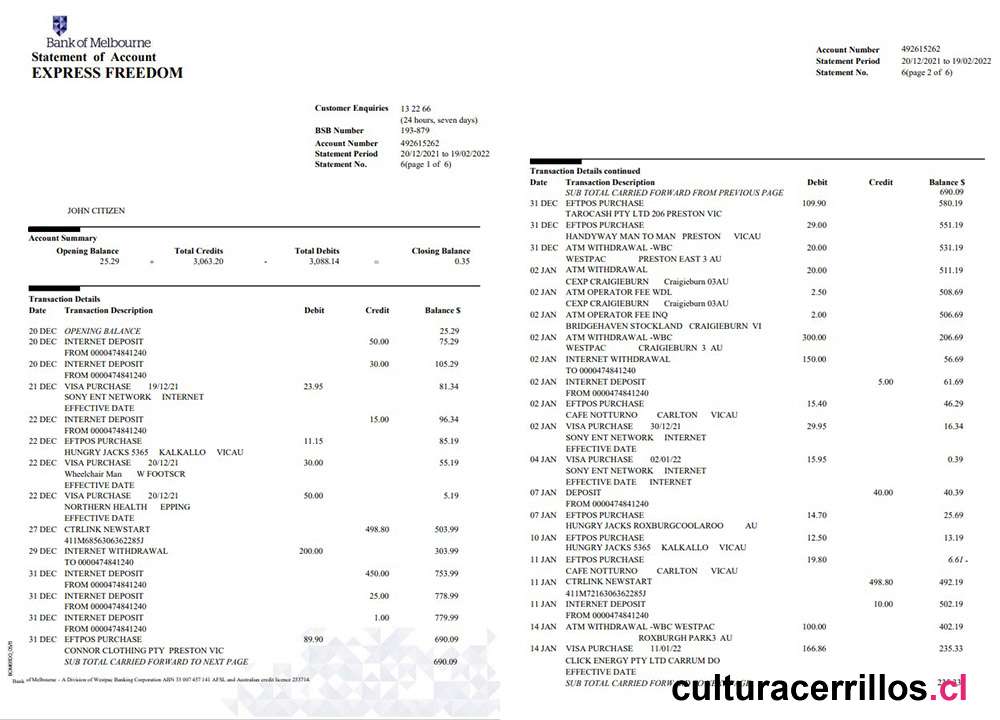 Bank of Melbourne
Statement of Account
EXPRESS FREEDOM
Customer Enquiries 13 22 66
(24 hours, seven days)
BSB Number 193-879
Account Number 492615262
Statement Period 20/12/2021 to 19/02/2022
Statement No. 6(page 1 of 6)
JOHN CITIZEN
Account Summary
Opening Balance Total Credits Total Debits Closing Balance
25.29 + 3,063.20 - 3,088.14 = 0.35
Transaction Details
Date Transaction Description Debit Credit Balance $
20 DEC OPENING BALANCE 25.29
20 DEC INTERNET DEPOSIT 50.00 75.29
FROM 0000474841240
20 DEC INTERNET DEPOSIT 30.00 105.29
FROM 0000474841240
21 DEC VISA PURCHASE 19/12/21 23.95 81.34
SONY ENT NETWORK INTERNET
EFFECTIVE DATE
22 DEC INTERNET DEPOSIT 15.00 96.34
FROM 0000474841240
22 DEC EFTPOS PURCHASE 11.15 85.19
HUNGRY JACKS 5365 KALKALLO VICAU
22 DEC VISA PURCHASE 20/12/21 30.00 55.19
Wheelchair Man W FOOTSCR
EFFECTIVE DATE
22 DEC VISA PURCHASE 20/12/21 50.00 5.19
NORTHERN HEALTH EPPING
EFFECTIVE DATE
27 DEC CTRLINK NEWSTART 498.80 503.99
411M6856306362285J
29 DEC INTERNET WITHDRAWAL 200.00 303.99
TO 0000474841240
31 DEC INTERNET DEPOSIT 450.00 753.99
FROM 0000474841240
31 DEC INTERNET DEPOSIT 25.00 778.99
FROM 0000474841240
31 DEC INTERNET DEPOSIT 1.00 779.99
FROM 0000474841240
31 DEC EFTPOS PURCHASE 89.90 690.09
CONNOR CLOTHING PTY PRESTON VIC
SUB TOTAL CARRIED FORWARD TO NEXT PAGE 690.09
Bank of Melbourne – A Division of Westpac Banking Corporation ABN 33 007 457 141 AFSL and Australian credit licence 233714.
Account Number 492615262
Statement Period 20/12/2021 to 19/02/2022
Statement No. 6(page 2 of 6)
Transaction Details continued
Date Transaction Description Debit Credit Balance $
SUB TOTAL CARRIED FORWARD FROM PREVIOUS PAGE 690.09
31 DEC EFTPOS PURCHASE 109.90 580.19
TAROCASH PTY LTD 206 PRESTON VIC
31 DEC EFTPOS PURCHASE 29.00 551.19
HANDYWAY MAN TO MAN PRESTON VICAU
31 DEC ATM WITHDRAWAL -WBC 20.00 531.19
WESTPAC PRESTON EAST 3 AU
02 JAN ATM WITHDRAWAL 20.00 511.19
CEXP CRAIGIEBURN Craigieburn 03AU
02 JAN ATM OPERATOR FEE WDL 2.50 508.69
CEXP CRAIGIEBURN Craigieburn 03AU
02 JAN ATM OPERATOR FEE INQ 2.00 506.69
BRIDGEHAVEN STOCKLAND CRAIGIEBURN VI
02 JAN ATM WITHDRAWAL -WBC 300.00 206.69
WESTPAC CRAIGIEBURN 3 AU
02 JAN INTERNET WITHDRAWAL 150.00 56.69
TO 0000474841240
02 JAN INTERNET DEPOSIT 5.00 61.69
FROM 0000474841240
02 JAN EFTPOS PURCHASE 15.40 46.29
CAFE NOTTURNO CARLTON VICAU
02 JAN VISA PURCHASE 30/12/21 29.95 16.34
SONY ENT NETWORK INTERNET
EFFECTIVE DATE
04 JAN VISA PURCHASE 02/01/22 15.95 0.39
SONY ENT NETWORK INTERNET
EFFECTIVE DATE INTERNET
07 JAN DEPOSIT 40.00 40.39
FROM 0000474841240
07 JAN EFTPOS PURCHASE 14.70 25.69
HUNGRY JACKS ROXBURGCOOLAROO AU
10 JAN EFTPOS PURCHASE 12.50 13.19
HUNGRY JACKS 5365 KALKALLO VICAU
11 JAN EFTPOS PURCHASE 19.80 6.61-
CAFE NOTTURNO CARLTON VICAU
11 JAN CTRLINK NEWSTART 498.80 492.19
411M7216306362285J
11 JAN INTERNET DEPOSIT 10.00 502.19
FROM 0000474841240
14 JAN ATM WITHDRAWAL -WBC WESTPAC 100.00 402.19
ROXBURGH PARK3 AU
14 JAN VISA PURCHASE 11/01/22 166.86 235.33
CLICK ENERGY PTY LTD CARRUM DO
EFFECTIVE DATE
SUB TOTAL CARRIED FORWARD
culturacerrillos.cl